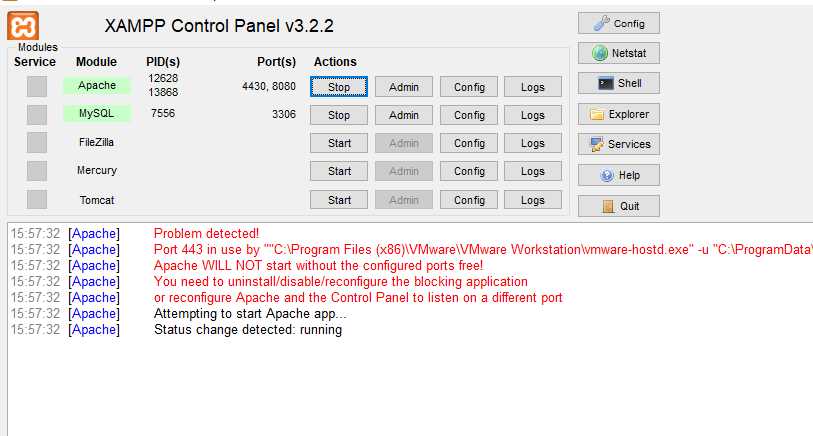 XAMPP Control Panel v3.2.2
Modules
Service Module PID(s) Port(s) Actions
Apache 12628 13868 4430, 8080 Stop Admin Config Logs
MySQL 7556 3306 Stop Admin Config Logs
FileZilla Start Admin Config Logs
Mercury Start Admin Config Logs
Tomcat Start Admin Config Logs
Config
Netstat
Shell
Explorer
Services
Help
Quit
15:57:32 [Apache] Problem detected!
15:57:32 [Apache] Port 443 in use by ""C:\Program Files (x86)\VMware\VMware Workstation\vmware-hostd.exe" -u "C:\ProgramData\
15:57:32 [Apache] Apache WILL NOT start without the configured ports free!
15:57:32 [Apache] You need to uninstall/disable/reconfigure the blocking application
15:57:32 [Apache] or reconfigure Apache and the Control Panel to listen on a different port
15:57:32 [Apache] Attempting to start Apache app...
15:57:32 [Apache] Status change detected: running